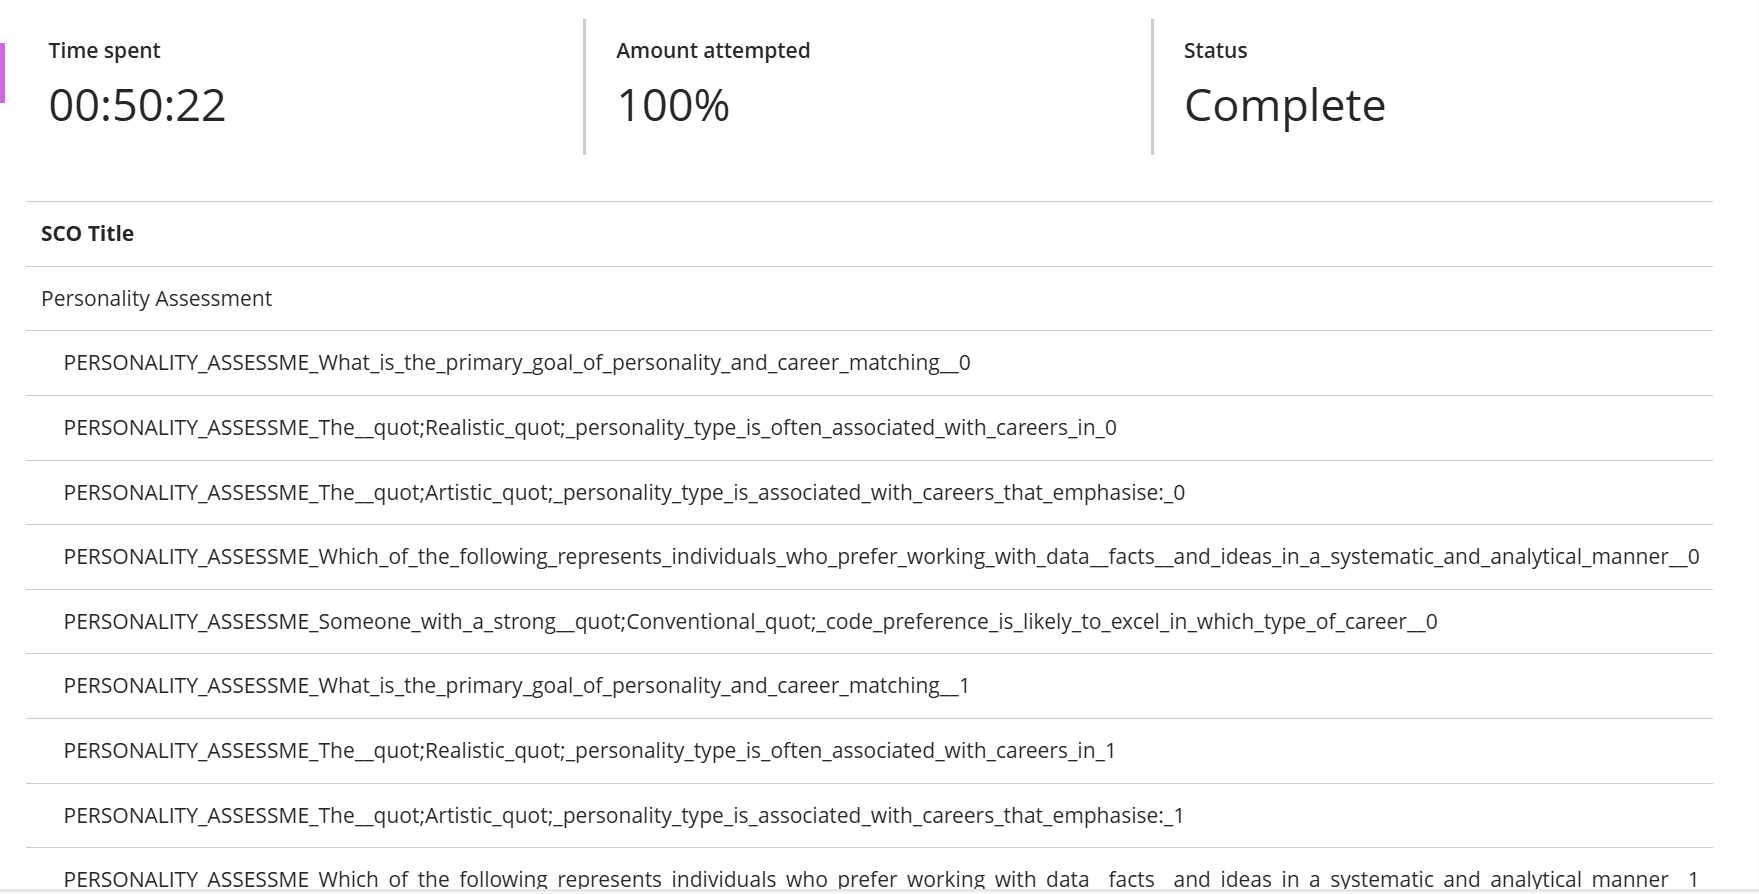 Time spent
00:50:22
Amount attempted
100%
Status
Complete
SCO Title
Personality Assessment
PERSONALITY_ASSESSME_What_is_the_primary_goal_of_personality_and_career_matching__0
PERSONALITY_ASSESSME_The__quot;Realistic_quot;_personality_type_is_often_associated_with_careers_in_0
PERSONALITY_ASSESSME_The__quot;Artistic_quot;_personality_type_is_associated_with_careers_that_emphasise:_0
PERSONALITY_ASSESSME_Which_of_the_following_represents_individuals_who_prefer_working_with_data__facts__and_ideas_in_a_systematic_and_analytical_manner__0
PERSONALITY_ASSESSME_Someone_with_a_strong__quot;Conventional_quot;_code_preference_is_likely_to_excel_in_which_type_of_career__0
PERSONALITY_ASSESSME_What_is_the_primary_goal_of_personality_and_career_matching__1
PERSONALITY_ASSESSME_The__quot;Realistic_quot;_personality_type_is_often_associated_with_careers_in_1
PERSONALITY_ASSESSME_The__quot;Artistic_quot;_personality_type_is_associated_with_careers_that_emphasise:_1
PERSONALITY_ASSESSME_Which_of_the_following_represents_individuals_who_prefer_working_with_data__facts__and_ideas_in_a_systematic_and_analytical_manner__1